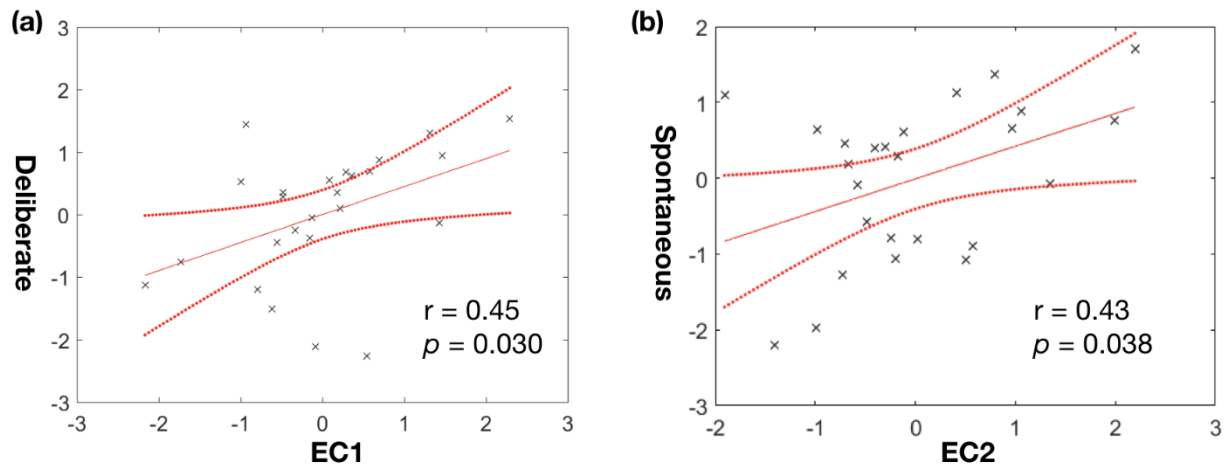 (a)
3
2
1
0
-1
-2
-3
Deliberate
r = 0.45
p = 0.030
-3 -2 -1 0 1 2 3
EC1
(b)
2
1
0
-1
-2
-3
Spontaneous
r = 0.43
p = 0.038
-2 -1 0 1 2 3
EC2